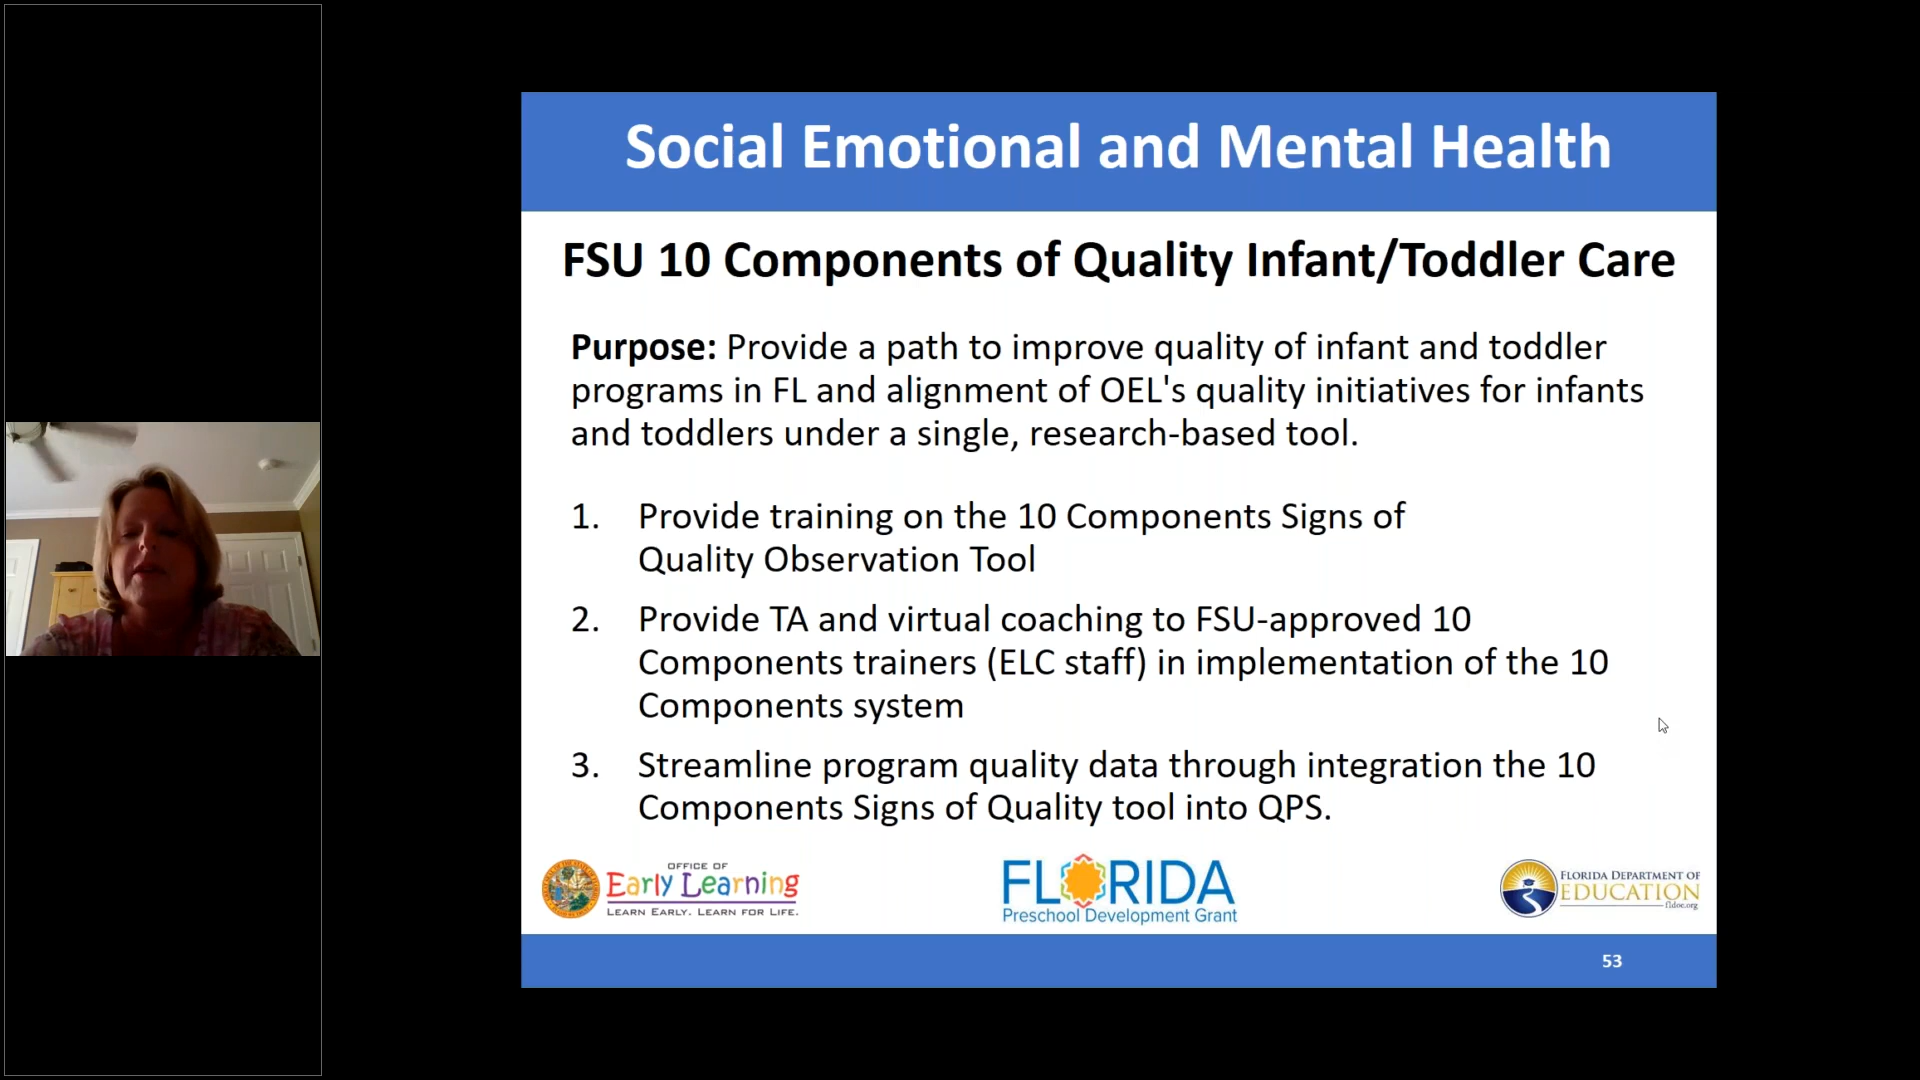 Social Emotional and Mental Health
FSU 10 Components of Quality Infant/Toddler Care
Purpose: Provide a path to improve quality of infant and toddler
programs in FL and alignment of OEL's quality initiatives for infants
and toddlers under a single, research-based tool.
1. Provide training on the 10 Components Signs of
Quality Observation Tool
2. Provide TA and virtual coaching to FSU-approved 10
Components trainers (ELC staff) in implementation of the 10
Components system
3. Streamline program quality data through integration the 10
Components Signs of Quality tool into QPS.
OFFICE OF
Early Learning
LEARN EARLY. LEARN FOR LIFE.
FLORIDA
Preschool Development Grant
FLORIDA DEPARTMENT OF
EDUCATION
fldoe.org
53